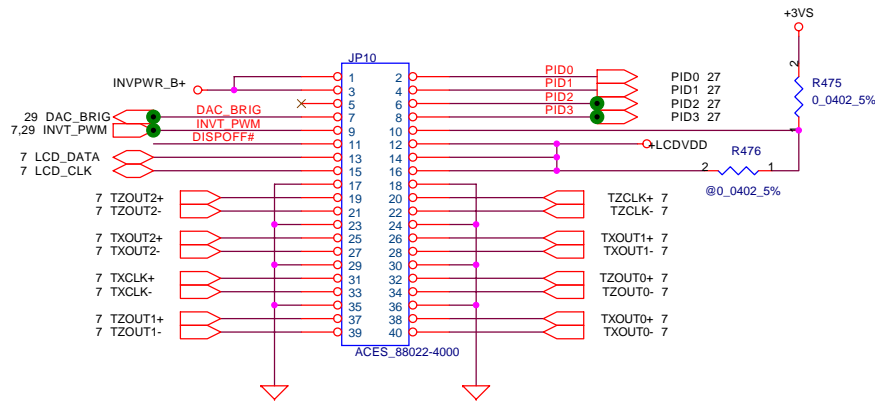 +3VS
JP10
INVPWR_B+
1 2 PID0 PID0 27
3 4 PID1 PID1 27
5 6 PID2 PID2 27
29 DAC_BRIG DAC_BRIG 7 8 PID3 PID3 27
7,29 INVT_PWM INVT_PWM 9 10
DISPOFF# 11 12 +LCDVDD
7 LCD_DATA 13 14
7 LCD_CLK 15 16
2 R475
0_0402_5%
1
R476
2 1
@0_0402_5%
17 18
7 TZOUT2+ 19 20 TZCLK+ 7
7 TZOUT2- 21 22 TZCLK- 7
23 24
7 TXOUT2+ 25 26 TXOUT1+ 7
7 TXOUT2- 27 28 TXOUT1- 7
29 30
7 TXCLK+ 31 32 TZOUT0+ 7
7 TXCLK- 33 34 TZOUT0- 7
35 36
7 TZOUT1+ 37 38 TXOUT0+ 7
7 TZOUT1- 39 40 TXOUT0- 7
ACES_88022-4000